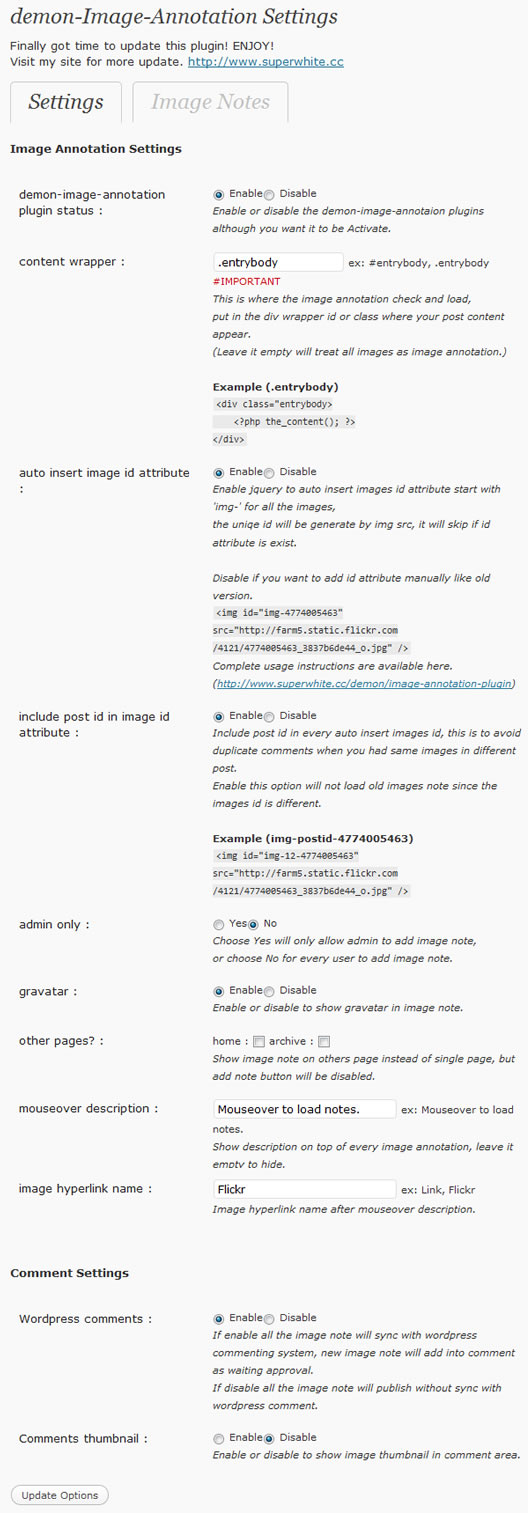 demon-Image-Annotation Settings
Finally got time to update this plugin! ENJOY!
Visit my site for more update. http://www.superwhite.cc
Settings
Image Notes
Image Annotation Settings
demon-image-annotation
plugin status :
Enable Disable
Enable or disable the demon-image-annotaion plugins
although you want it to be Activate.
content wrapper :
.entrybody ex: #entrybody, .entrybody
#IMPORTANT
This is where the image annotation check and load,
put in the div wrapper id or class where your post content
appear.
(Leave it empty will treat all images as image annotation.)
Example (.entrybody)
<div class="entrybody>
<?php the_content(); ?>
</div>
auto insert image id attribute
:
Enable Disable
Enable jquery to auto insert images id attribute start with
'img-' for all the images,
the uniqe id will be generate by img src, it will skip if id
attribute is exist.
Disable if you want to add id attribute manually like old
version.
<img id="img-4774005463"
src="http://farm5.static.flickr.com
/4121/4774005463_3837b6de44_o.jpg" />
Complete usage instructions are available here.
(http://www.superwhite.cc/demon/image-annotation-plugin)
include post id in image id
attribute :
Enable Disable
Include post id in every auto insert images id, this is to avoid
duplicate comments when you had same images in different
post.
Enable this option will not load old images note since the
images id is different.
Example (img-postid-4774005463)
<img id="img-12-4774005463"
src="http://farm5.static.flickr.com
/4121/4774005463_3837b6de44_o.jpg" />
admin only :
Yes No
Choose Yes will only allow admin to add image note,
or choose No for every user to add image note.
gravatar :
Enable Disable
Enable or disable to show gravatar in image note.
other pages? :
home : archive :
Show image note on others page instead of single page, but
add note button will be disabled.
mouseover description :
Mouseover to load notes. ex: Mouseover to load
notes.
Show description on top of every image annotation, leave it
empty to hide.
image hyperlink name :
Flickr ex: Link, Flickr
Image hyperlink name after mouseover description.
Comment Settings
Wordpress comments :
Enable Disable
If enable all the image note will sync with wordpress
commenting system, new image note will add into comment
as waiting approval.
If disable all the image note will publish without sync with
wordpress comment.
Comments thumbnail :
Enable Disable
Enable or disable to show image thumbnail in comment area.
Update Options